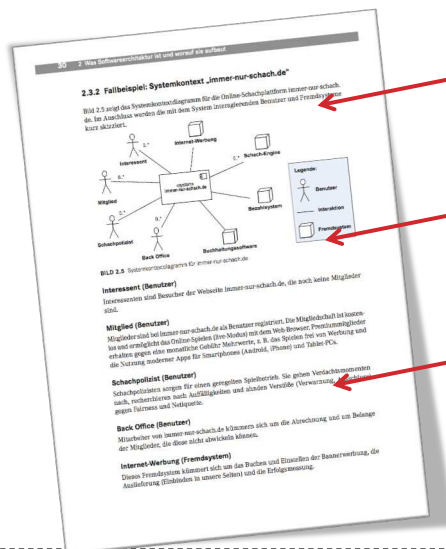 30 2 Was Softwarearchitektur ist und worauf sie aufbaut
2.3.2 Fallbeispiel: Systemkontext „immer-nur-schach.de“
Bild 2.5 zeigt das Systemkontextdiagramm für die Online-Schachplattform immer-nur-schach.
de. Im Anschluss werden die mit dem System interagierenden Benutzer und Fremdsysteme
kurz skizziert.
Internet-Werbung
Interessent
Schach-Engine
Mitglied
immer-nur-schach.de
Bezahlsystem
Schachpolizist
Back Office
Buchhaltungssoftware
Legende:
Benutzer
Interaktion
Fremdsystem
BILD 2.5 Systemkontextdiagramm für immer-nur-schach.de
Interessent (Benutzer)
Interessenten sind Besucher der Webseite immer-nur-schach.de, die noch keine Mitglieder
sind.
Mitglied (Benutzer)
Mitglieder sind bei immer-nur-schach.de als Benutzer registriert. Die Mitgliedschaft ist kosten-
los und ermöglicht das Online-Spielen (live-Modus) mit dem Web-Browser. Premiummitglieder
erhalten gegen eine monatliche Gebühr Mehrwerte, z. B. das Spielen frei von Werbung und
die Nutzung moderner Apps für Smartphones (Android, iPhone) und Tablet-PCs.
Schachpolizist (Benutzer)
Schachpolizisten sorgen für einen geregelten Spielbetrieb. Sie gehen Verdachtsmomenten
nach, recherchieren nach Auffälligkeiten und ahnden Verstöße (Verwarnung,
gegen Fairness und Netiquette.
Back Office (Benutzer)
Mitarbeiter von immer-nur-schach.de kümmern sich um die Abrechnung und um Belange
der Mitglieder, die diese nicht abwickeln können.
Internet-Werbung (Fremdsystem)
Dieses Fremdsystem kümmert sich um das Buchen und Einstellen der Bannerwerbung, die
Auslieferung (Einbinden in unsere Seiten) und die Erfolgsmessung.